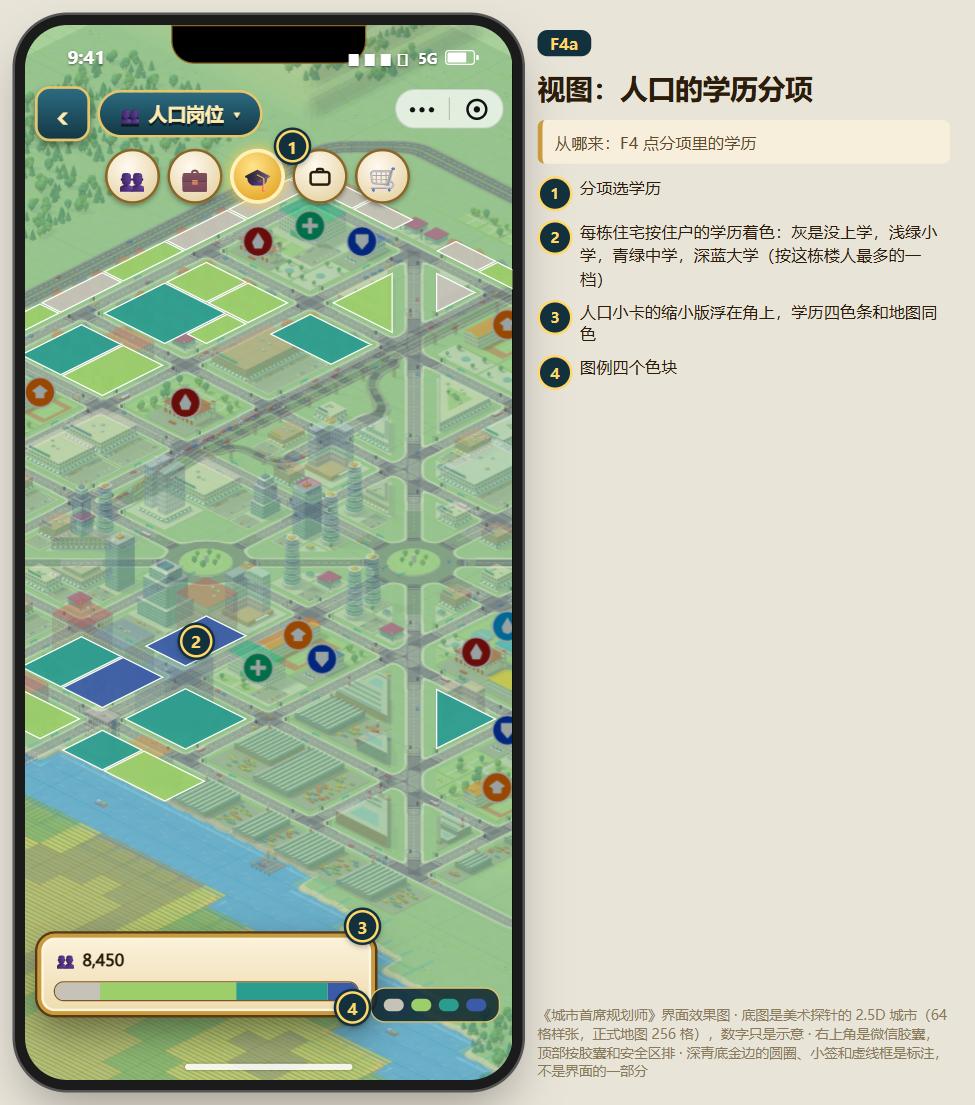 9:41
5G
‹
人口岗位 ▾
•••
1
2
3
8,450
4
F4a
视图：人口的学历分项
从哪来：F4 点分项里的学历
1 分项选学历
2 每栋住宅按住户的学历着色：灰是没上学，浅绿小
学，青绿中学，深蓝大学（按这栋楼人最多的一
档）
3 人口小卡的缩小版浮在角上，学历四色条和地图同
色
4 图例四个色块
《城市首席规划师》界面效果图 · 底图是美术探针的 2.5D 城市（64
格样张，正式地图 256 格），数字只是示意 · 右上角是微信胶囊，
顶部按胶囊和安全区排 · 深青底金边的圆圈、小签和虚线框是标注，
不是界面的一部分